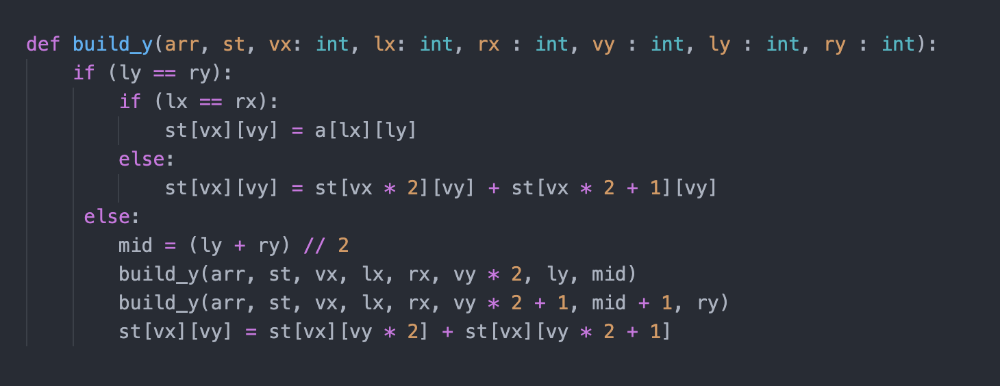 def build_y(arr, st, vx: int, lx: int, rx : int, vy : int, ly : int, ry : int):
    if (ly == ry):
        if (lx == rx):
            st[vx][vy] = a[lx][ly]
        else:
            st[vx][vy] = st[vx * 2][vy] + st[vx * 2 + 1][vy]
     else:
        mid = (ly + ry) // 2
        build_y(arr, st, vx, lx, rx, vy * 2, ly, mid)
        build_y(arr, st, vx, lx, rx, vy * 2 + 1, mid + 1, ry)
        st[vx][vy] = st[vx][vy * 2] + st[vx][vy * 2 + 1]